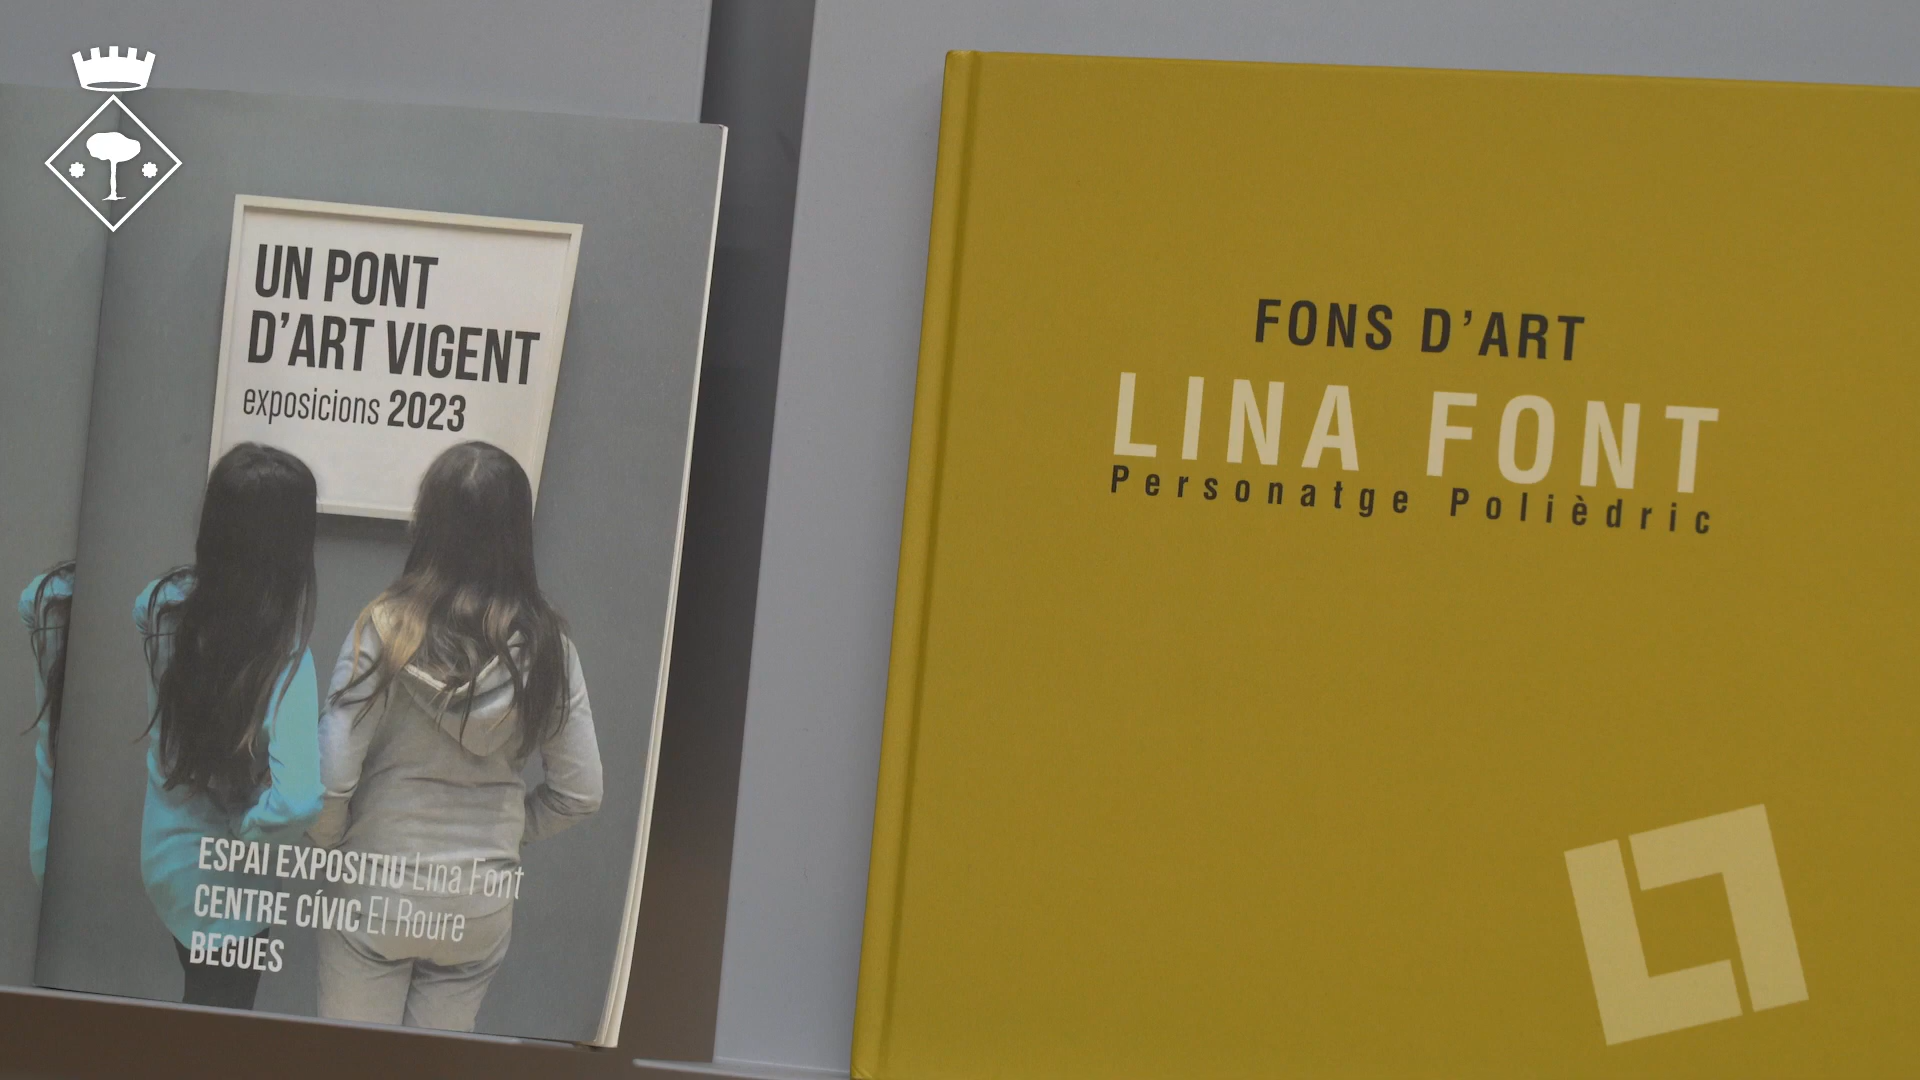 UN PONT
D'ART VIGENT
exposicions 2023
ESPAI EXPOSITIU Lina Font
CENTRE CÍVIC El Roure
BEGUES
FONS D'ART
LINA FONT
Personatge Polièdric